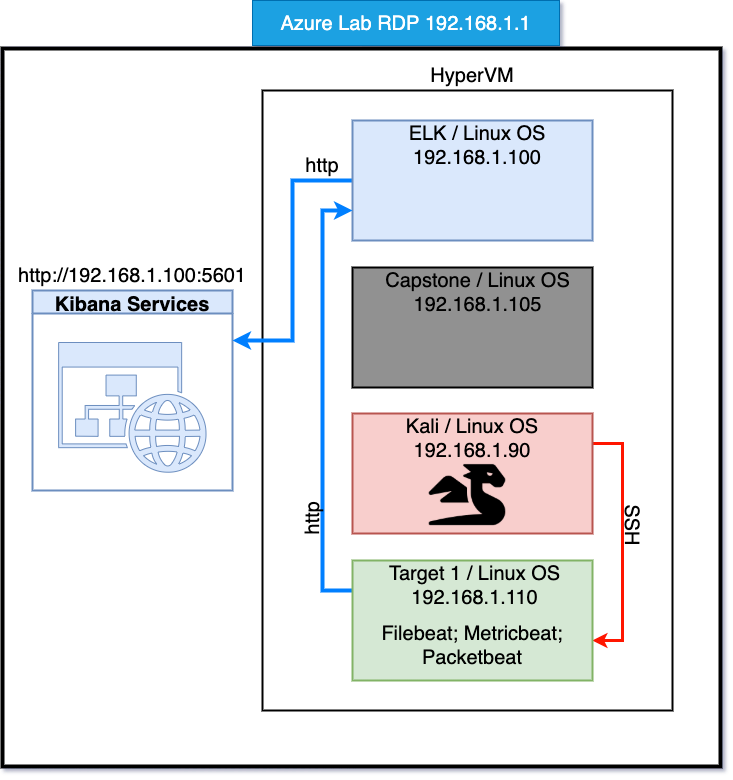 Azure Lab RDP 192.168.1.1
HyperVM
ELK / Linux OS
192.168.1.100
http
http://192.168.1.100:5601
Kibana Services
Capstone / Linux OS
192.168.1.105
Kali / Linux OS
192.168.1.90
http
SSH
Target 1 / Linux OS
192.168.1.110
Filebeat; Metricbeat;
Packetbeat